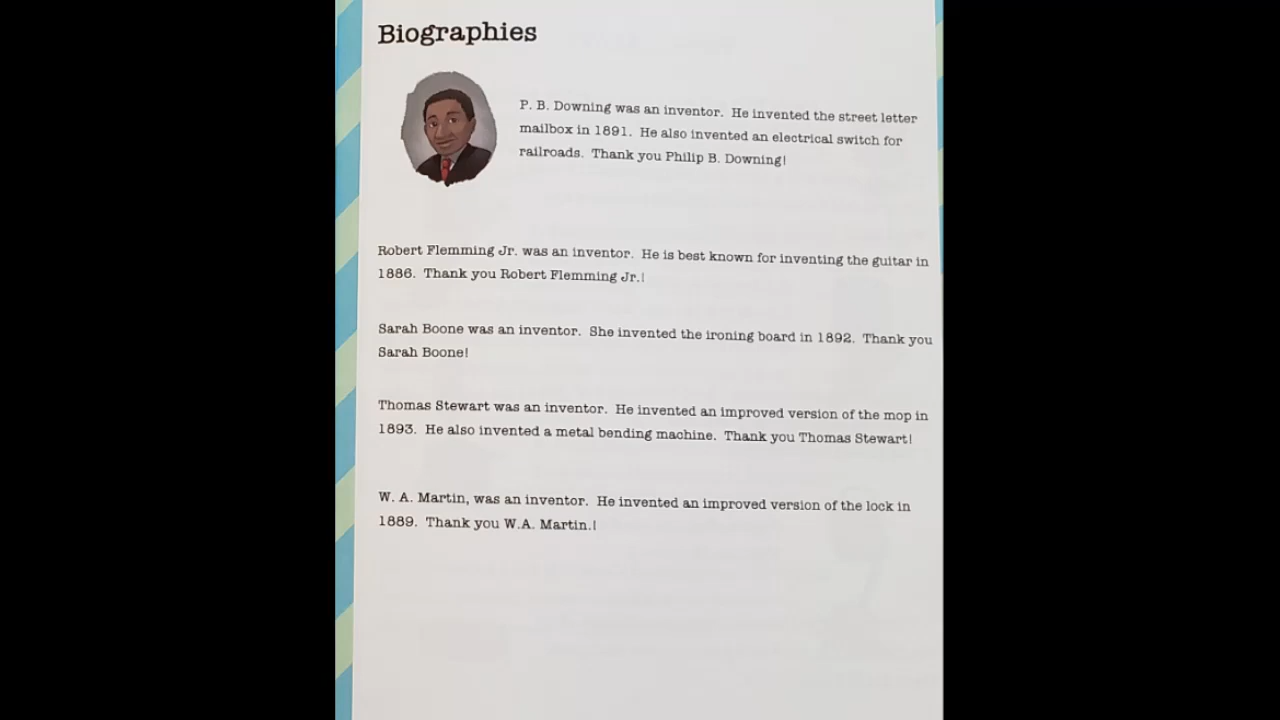 Biographies
P. B. Downing was an inventor. He invented the street letter
mailbox in 1891. He also invented an electrical switch for
railroads. Thank you Philip B. Downing!
Robert Flemming Jr. was an inventor. He is best known for inventing the guitar in
1886. Thank you Robert Flemming Jr.!
Sarah Boone was an inventor. She invented the ironing board in 1892. Thank you
Sarah Boone!
Thomas Stewart was an inventor. He invented an improved version of the mop in
1893. He also invented a metal bending machine. Thank you Thomas Stewart!
W. A. Martin, was an inventor. He invented an improved version of the lock in
1889. Thank you W.A. Martin.!